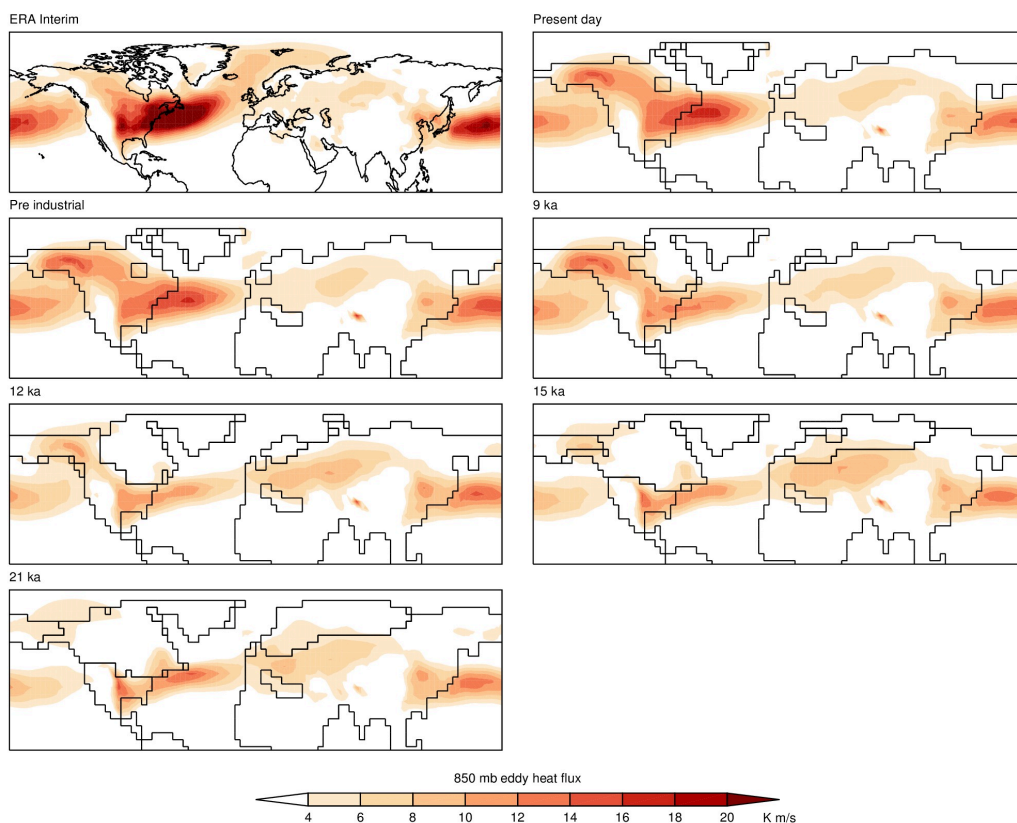 ERA Interim
Present day
Pre industrial
9 ka
12 ka
15 ka
21 ka
850 mb eddy heat flux
4 6 8 10 12 14 16 18 20 K m/s